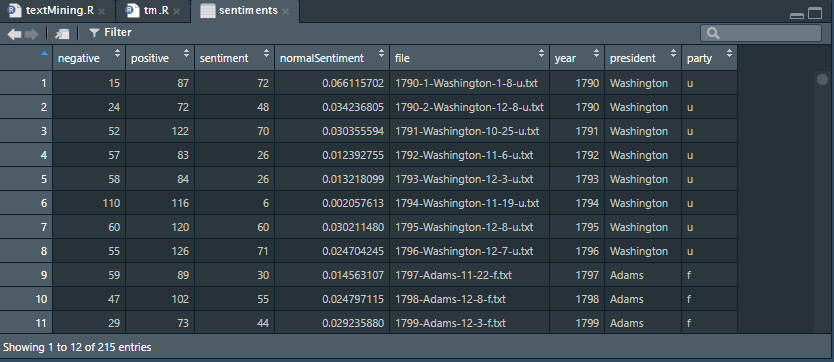 textMining.R tm.R sentiments
Filter
negative positive sentiment normalSentiment file year president party
1 15 87 72 0.066115702 1790-1-Washington-1-8-u.txt 1790 Washington u
2 24 72 48 0.034236805 1790-2-Washington-12-8-u.txt 1790 Washington u
3 52 122 70 0.030355594 1791-Washington-10-25-u.txt 1791 Washington u
4 57 83 26 0.012392755 1792-Washington-11-6-u.txt 1792 Washington u
5 58 84 26 0.013218099 1793-Washington-12-3-u.txt 1793 Washington u
6 110 116 6 0.002057613 1794-Washington-11-19-u.txt 1794 Washington u
7 60 120 60 0.030211480 1795-Washington-12-8-u.txt 1795 Washington u
8 55 126 71 0.024704245 1796-Washington-12-7-u.txt 1796 Washington u
9 59 89 30 0.014563107 1797-Adams-11-22-f.txt 1797 Adams f
10 47 102 55 0.024797115 1798-Adams-12-8-f.txt 1798 Adams f
11 29 73 44 0.029235880 1799-Adams-12-3-f.txt 1799 Adams f
Showing 1 to 12 of 215 entries